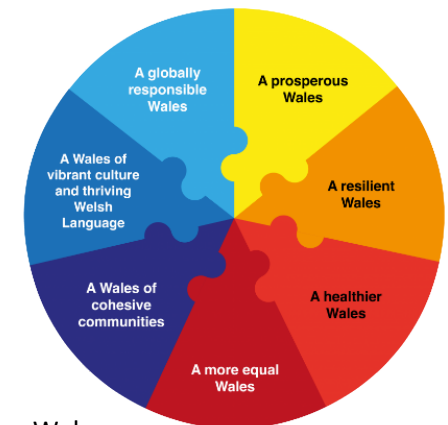 A globally
responsible
Wales
A prosperous
Wales
A Wales of
vibrant culture
and thriving
Welsh
Language
A resilient
Wales
A Wales of
cohesive
communities
A healthier
Wales
A more equal
Wales